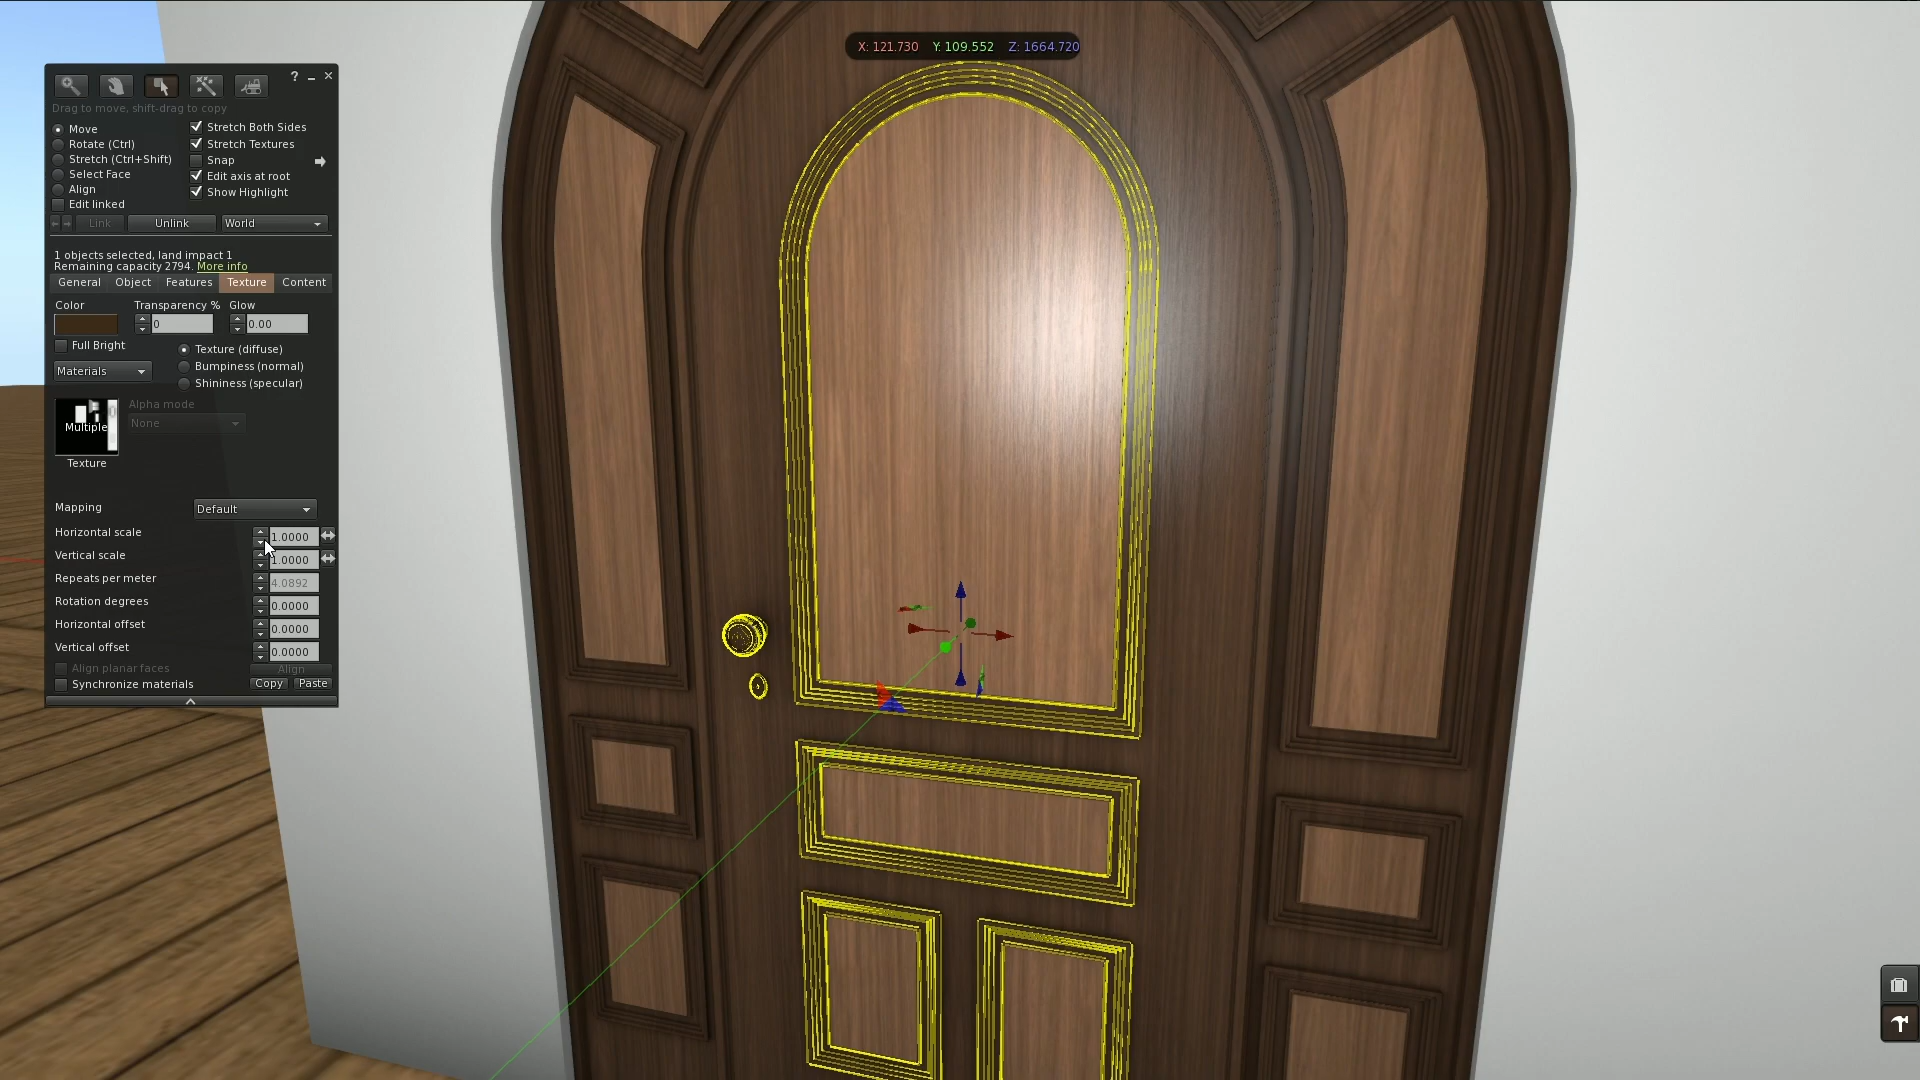 X: 121.730 Y: 109.552 Z: 1664.720
?
Drag to move, shift-drag to copy
Move
Rotate (Ctrl)
Stretch (Ctrl+Shift)
Select Face
Align
Edit linked
Stretch Both Sides
Stretch Textures
Snap
Edit axis at root
Show Highlight
Link Unlink World
1 objects selected, land impact 1
Remaining capacity 2794. More info
General Object Features Texture Content
Color Transparency % Glow
0 0.00
Full Bright
Materials
Texture (diffuse)
Bumpiness (normal)
Shininess (specular)
Multiple
Texture
Alpha mode
None
Mapping Default
Horizontal scale 1.0000
Vertical scale 1.0000
Repeats per meter 4.0892
Rotation degrees 0.0000
Horizontal offset 0.0000
Vertical offset 0.0000
Align planar faces Align
Synchronize materials Copy Paste